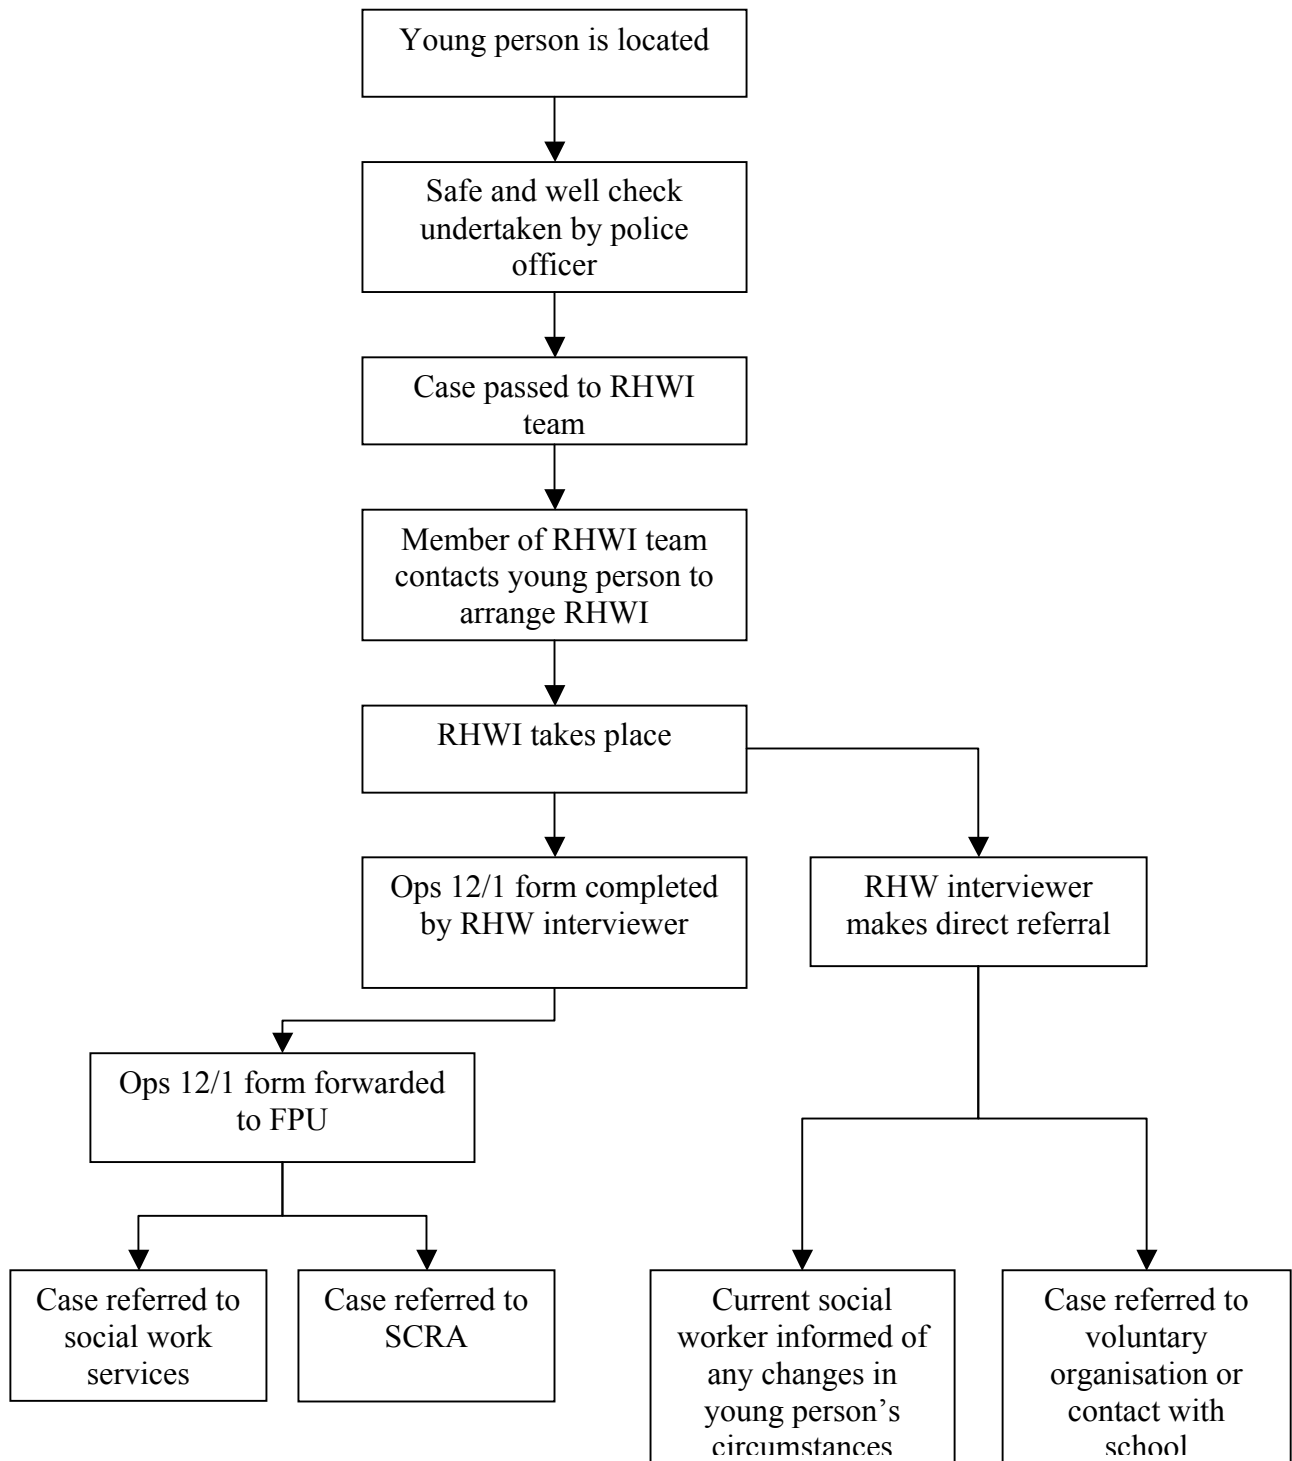 Young person is located
Safe and well check
undertaken by police
officer
Case passed to RHWI
team
Member of RHWI team
contacts young person to
arrange RHWI
RHWI takes place
Ops 12/1 form completed
by RHW interviewer
RHW interviewer
makes direct referral
Ops 12/1 form forwarded
to FPU
Case referred to
social work
services
Case referred to
SCRA
Current social
worker informed of
any changes in
young person’s
circumstances
Case referred to
voluntary
organisation or
contact with
school